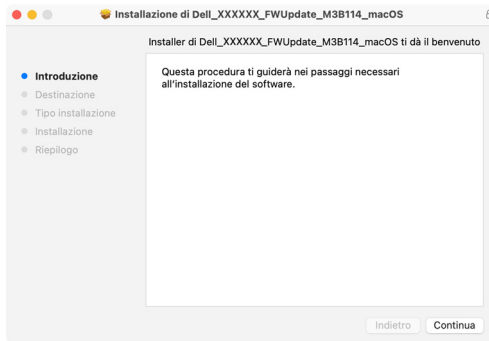 Installazione di Dell_XXXXXX_FWUpdate_M3B114_macOS
Installer di Dell_XXXXXX_FWUpdate_M3B114_macOS ti dà il benvenuto
Introduzione
Destinazione
Tipo installazione
Installazione
Riepilogo
Questa procedura ti guiderà nei passaggi necessari
all'installazione del software.
Indietro
Continua